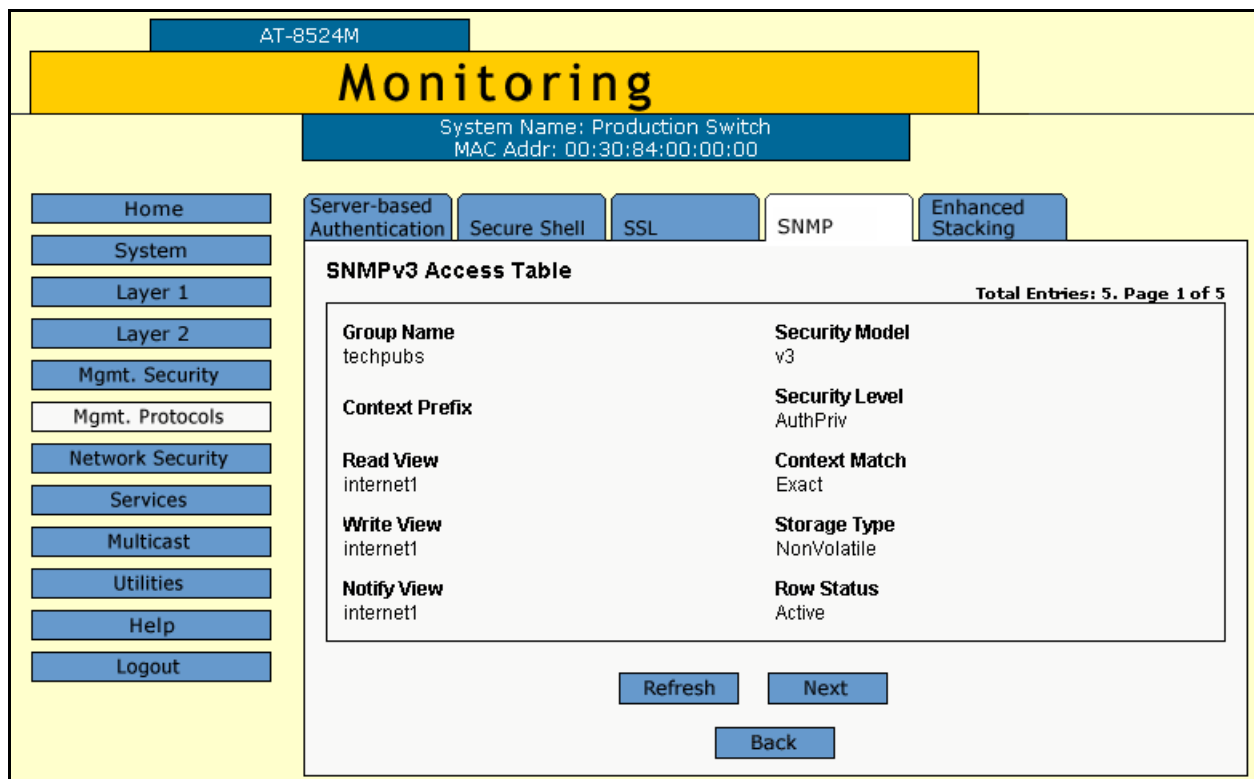 AT-8524M
Monitoring
System Name: Production Switch
MAC Addr: 00:30:84:00:00:00
Home
System
Layer 1
Layer 2
Mgmt. Security
Mgmt. Protocols
Network Security
Services
Multicast
Utilities
Help
Logout
Server-based
Authentication
Secure Shell
SSL
SNMP
Enhanced
Stacking
SNMPv3 Access Table
Total Entries: 5. Page 1 of 5
Group Name
techpubs
Security Model
v3
Context Prefix
Security Level
AuthPriv
Read View
internet1
Context Match
Exact
Write View
internet1
Storage Type
NonVolatile
Notify View
internet1
Row Status
Active
Refresh
Next
Back